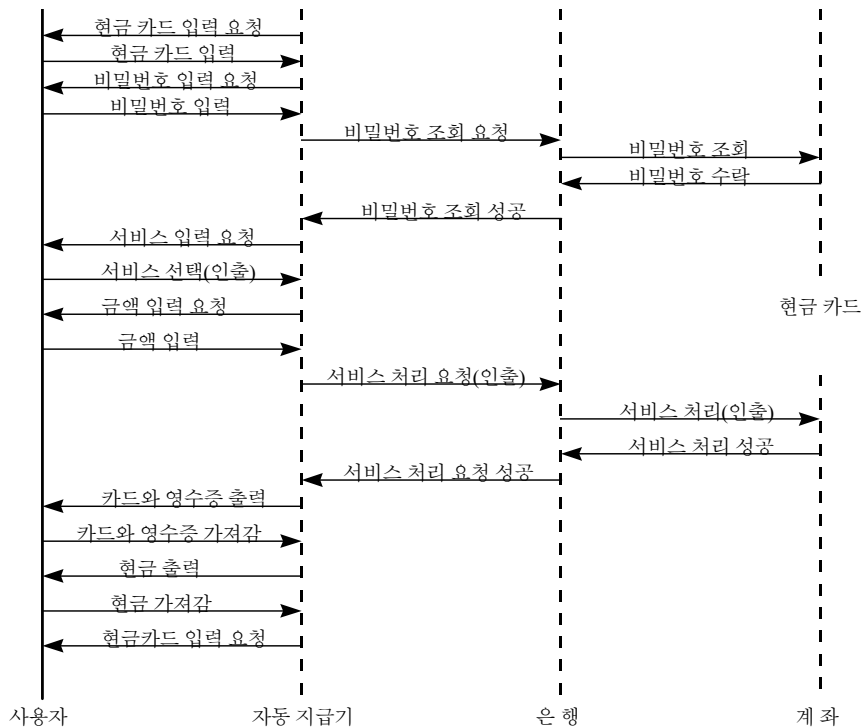 현금 카드 입력 요청
현금 카드 입력
비밀번호 입력 요청
비밀번호 입력
비밀번호 조회 요청
비밀번호 조회
비밀번호 수락
비밀번호 조회 성공
서비스 입력 요청
서비스 선택(인출)
금액 입력 요청
현금 카드
금액 입력
서비스 처리 요청(인출)
서비스 처리(인출)
서비스 처리 성공
서비스 처리 요청 성공
카드와 영수증 출력
카드와 영수증 가져감
현금 출력
현금 가져감
현금카드 입력 요청
사용자 자동 지급기 은 행 계 좌